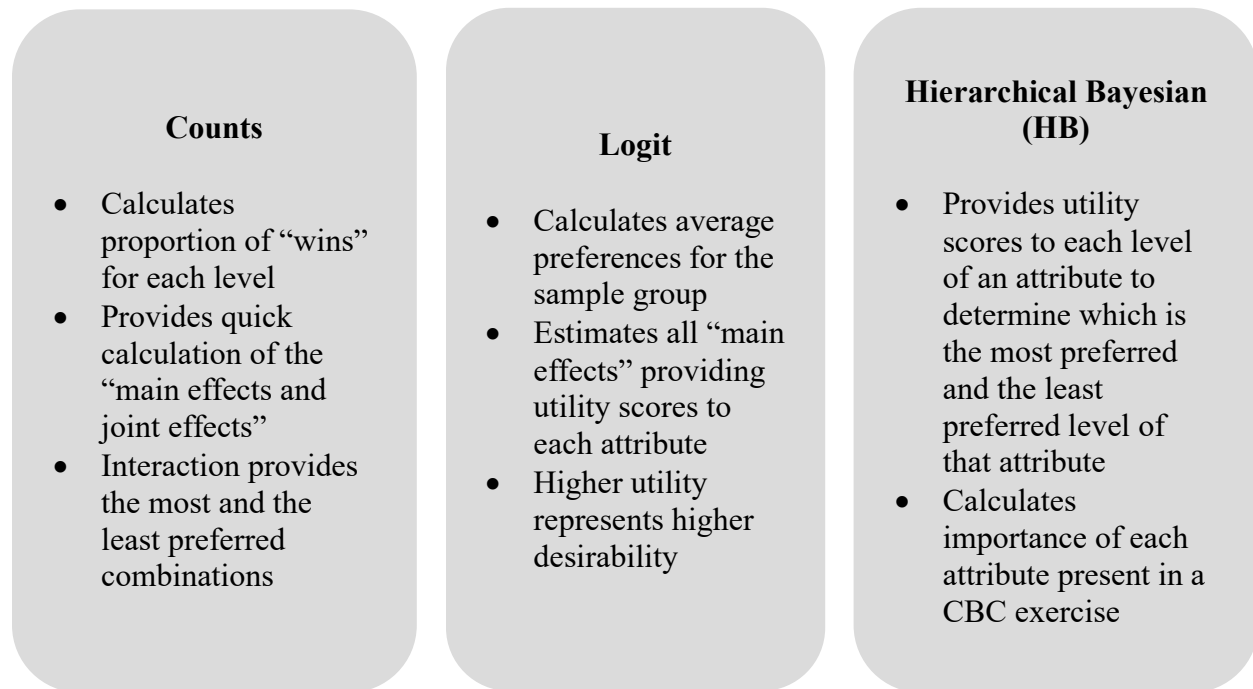 Counts
• Calculates
proportion of “wins”
for each level
• Provides quick
calculation of the
“main effects and
joint effects”
• Interaction provides
the most and the
least preferred
combinations
Logit
• Calculates average
preferences for the
sample group
• Estimates all “main
effects” providing
utility scores to
each attribute
• Higher utility
represents higher
desirability
Hierarchical Bayesian
(HB)
• Provides utility
scores to each level
of an attribute to
determine which is
the most preferred
and the least
preferred level of
that attribute
• Calculates
importance of each
attribute present in a
CBC exercise